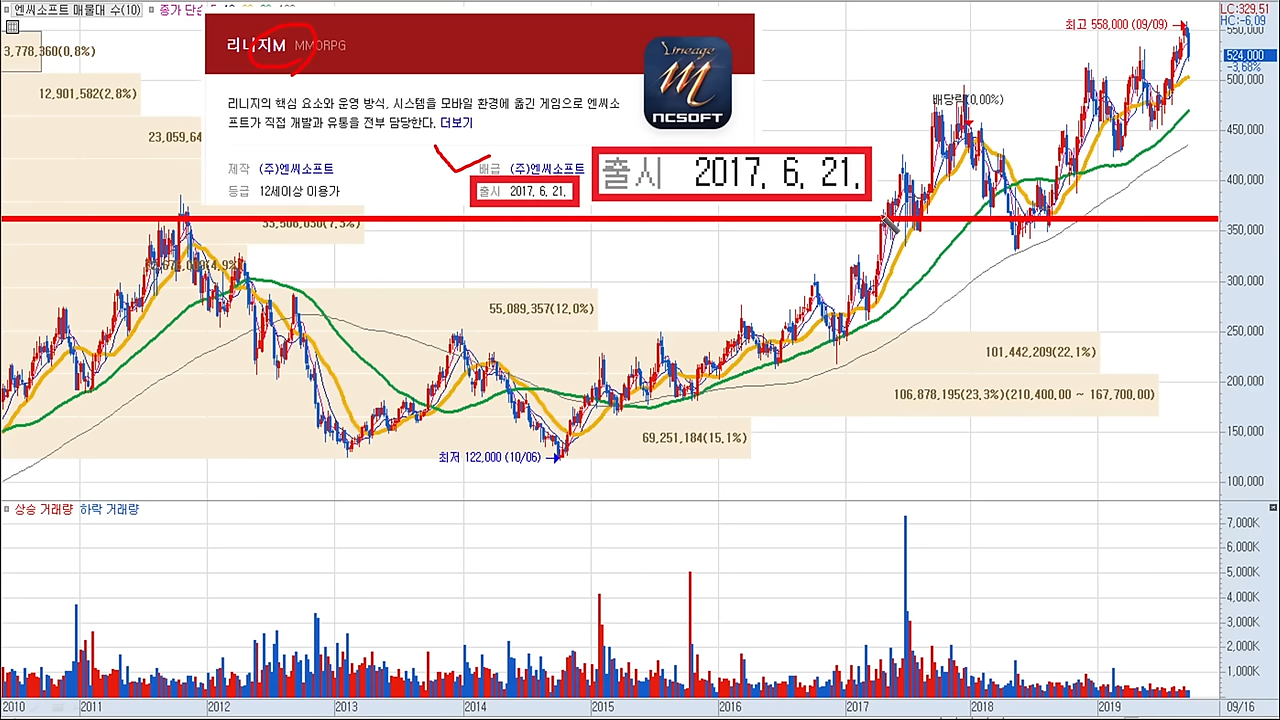 엔씨소프트 매물대 수(10) 종가 단순
LC:329.51
HC:-6.09
최고 558,000 (09/09)
550,000
524,000
-3.68%
500,000
450,000
400,000
350,000
300,000
250,000
200,000
150,000
100,000
리니지M MMORPG
리니지의 핵심 요소와 운영 방식, 시스템을 모바일 환경에 옮긴 게임으로 엔씨소
프트가 직접 개발과 유통을 전부 담당한다. 더보기
제작 (주)엔씨소프트 배급 (주)엔씨소프트
등급 12세이상 이용가 출시 2017. 6. 21.
Lineage
m
NCSOFT
출시 2017. 6. 21.
배당락(0.00%)
3,778,360(0.8%)
12,901,582(2.8%)
23,059,64
55,089,357(12.0%)
101,442,209(22.1%)
106,878,195(23.3%)(210,400.00 ~ 167,700.00)
69,251,184(15.1%)
최저 122,000 (10/06)
상승 거래량 하락 거래량
7,000K
6,000K
5,000K
4,000K
3,000K
2,000K
1,000K
2010 2011 2012 2013 2014 2015 2016 2017 2018 2019 09/16